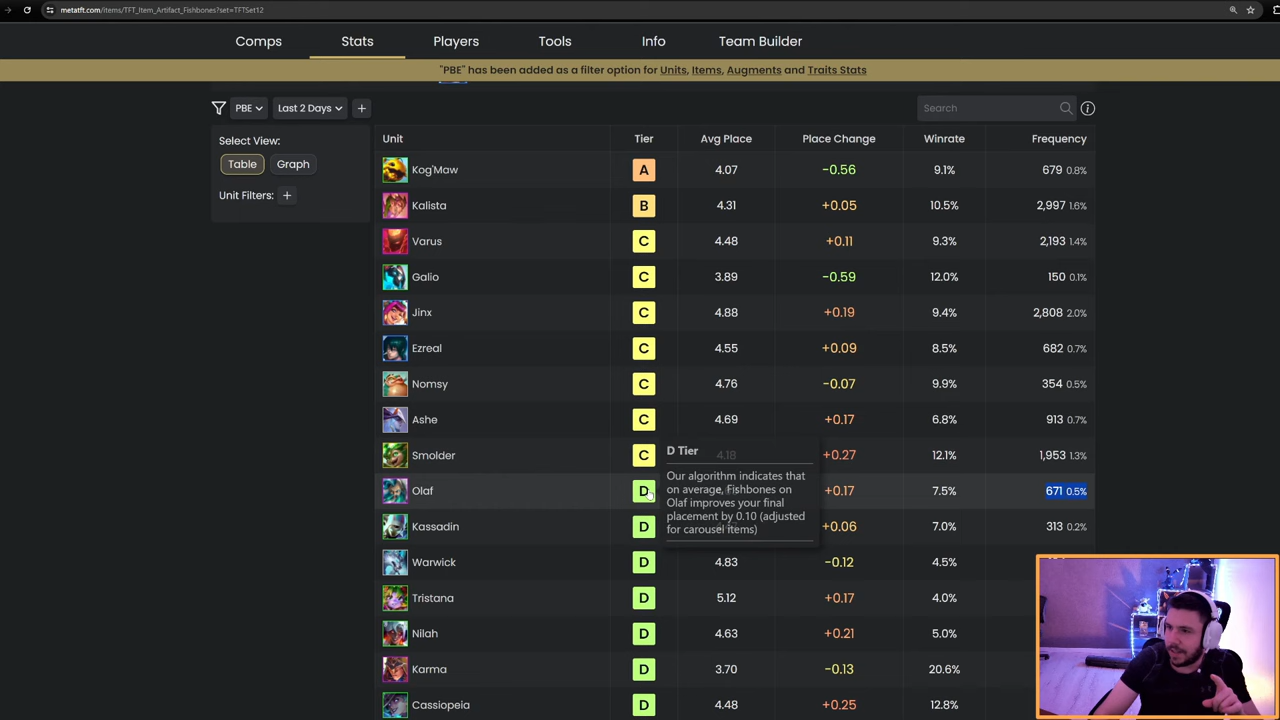 metatft.com/items/TFT_Item_Artifact_Fishbones?set=TFTSet12
Comps Stats Players Tools Info Team Builder
"PBE" has been added as a filter option for Units, Items, Augments and Traits Stats
PBE Last 2 Days + Search
Select View:
Table Graph
Unit Filters: +
Unit Tier Avg Place Place Change Winrate Frequency
Kog'Maw A 4.07 -0.56 9.1% 679 0.8%
Kalista B 4.31 +0.05 10.5% 2,997 1.6%
Varus C 4.48 +0.11 9.3% 2,193 1.4%
Galio C 3.89 -0.59 12.0% 150 0.1%
Jinx C 4.88 +0.19 9.4% 2,808 2.0%
Ezreal C 4.55 +0.09 8.5% 682 0.7%
Nomsy C 4.76 -0.07 9.9% 354 0.5%
Ashe C 4.69 +0.17 6.8% 913 0.7%
Smolder C 4.18 +0.27 12.1% 1,953 1.3%
Olaf D +0.17 7.5% 671 0.5%
Kassadin D +0.06 7.0% 313 0.2%
Warwick D 4.83 -0.12 4.5%
Tristana D 5.12 +0.17 4.0%
Nilah D 4.63 +0.21 5.0%
Karma D 3.70 -0.13 20.6%
Cassiopeia D 4.48 +0.25 12.8%
D Tier
Our algorithm indicates that
on average, Fishbones on
Olaf improves your final
placement by 0.10 (adjusted
for carousel items)